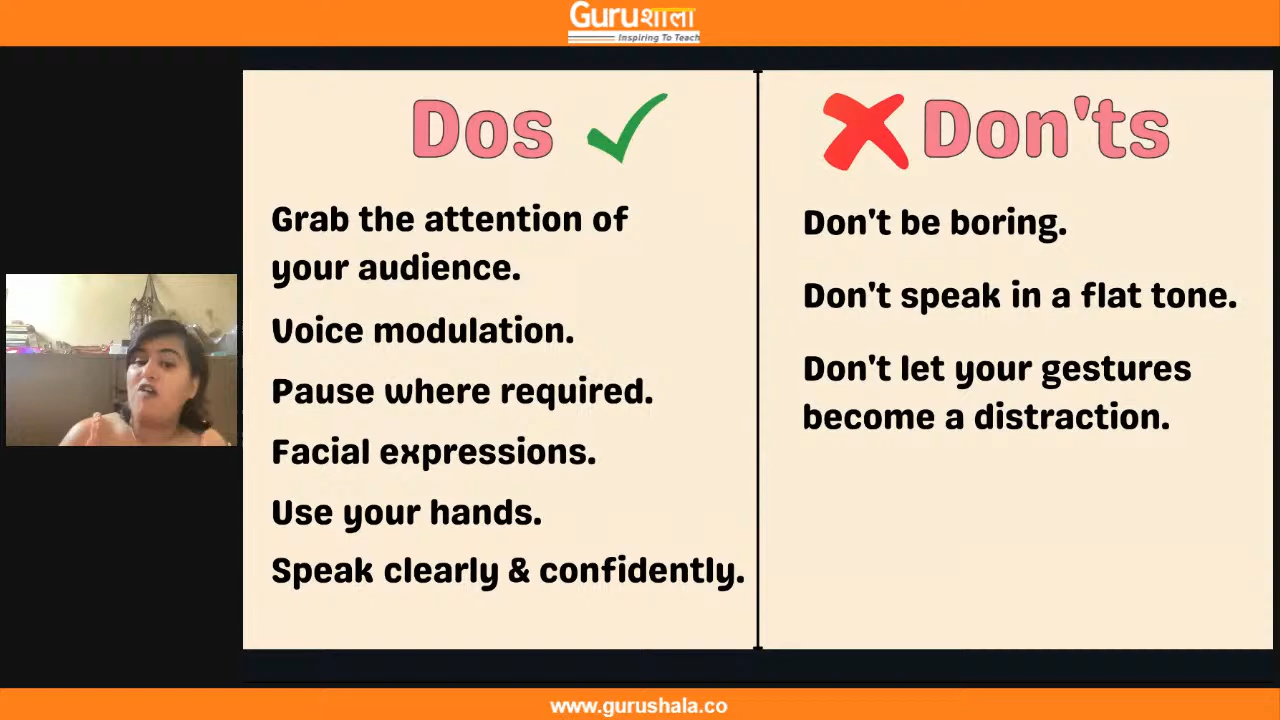 Guruशाला
Inspiring To Teach
Dos
Grab the attention of
your audience.
Voice modulation.
Pause where required.
Facial expressions.
Use your hands.
Speak clearly & confidently.
Don'ts
Don't be boring.
Don't speak in a flat tone.
Don't let your gestures
become a distraction.
www.gurushala.co